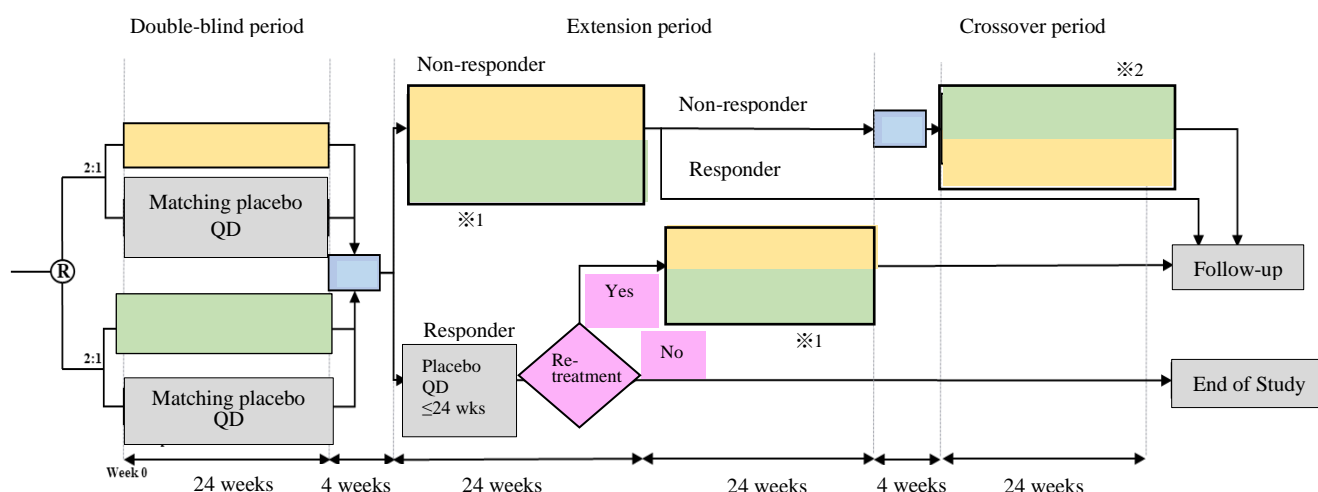 Double-blind period
Extension period
Crossover period
Non-responder
※2
Non-responder
2:1
Responder
Matching placebo
QD
※1
R
Follow-up
Yes
Responder
※1
No
Re-
treatment
Placebo
QD
≤24 wks
2:1
End of Study
Matching placebo
QD
Week 0
24 weeks
4 weeks
24 weeks
24 weeks
4 weeks
24 weeks